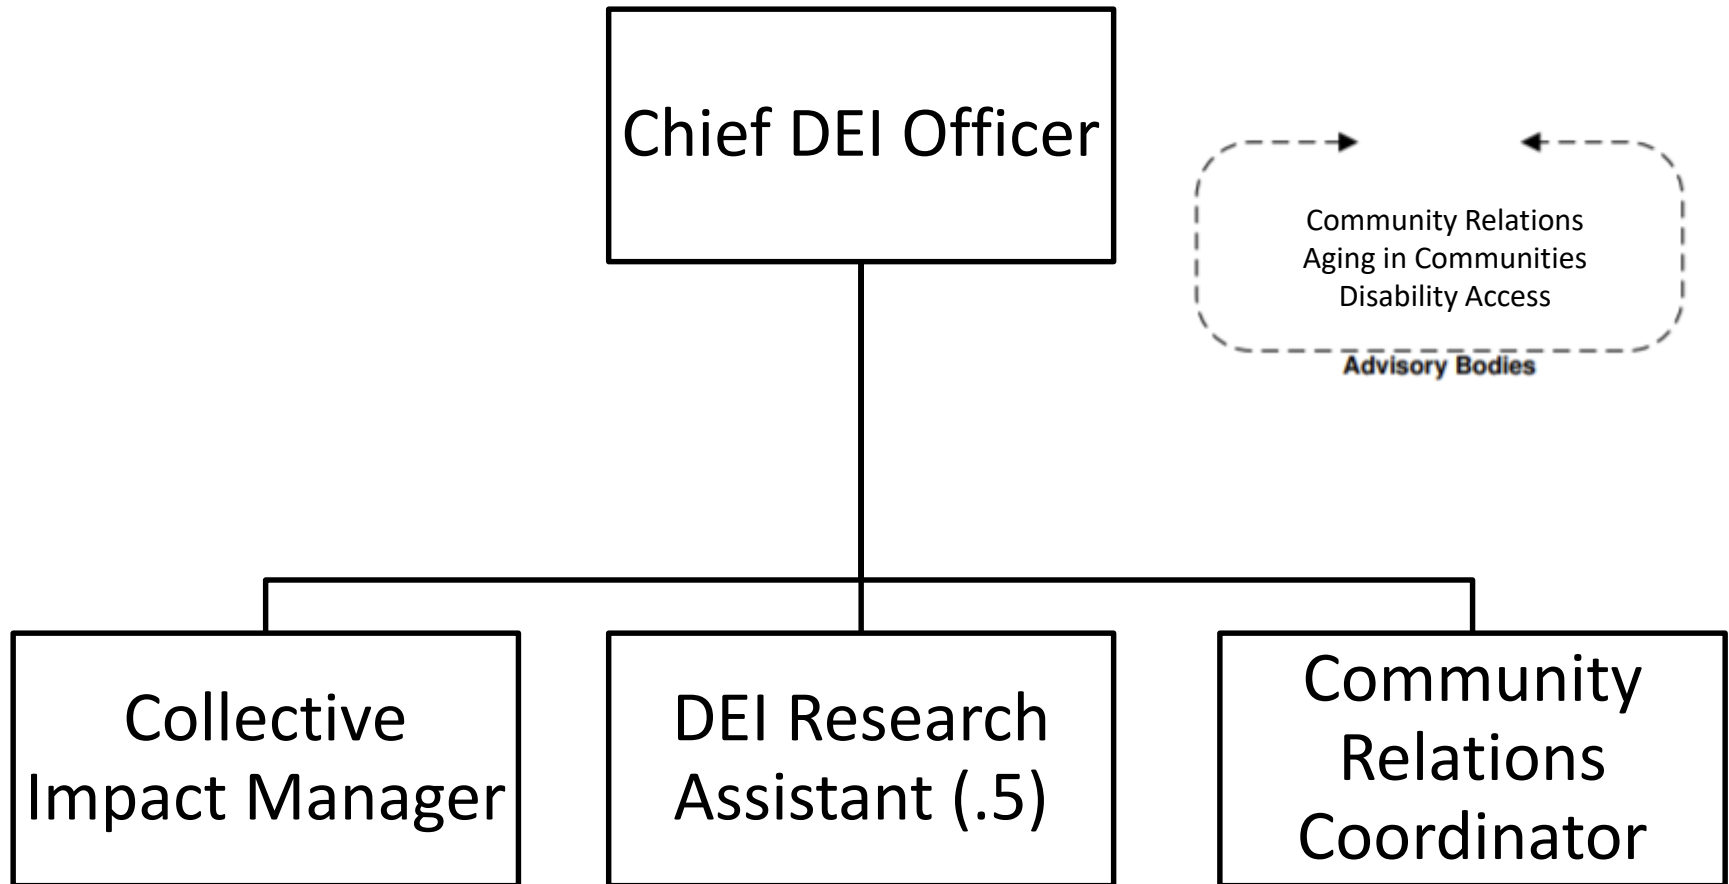 Chief DEI Officer
Community Relations
Aging in Communities
Disability Access
Advisory Bodies
Collective
Impact Manager
DEI Research
Assistant (.5)
Community
Relations
Coordinator